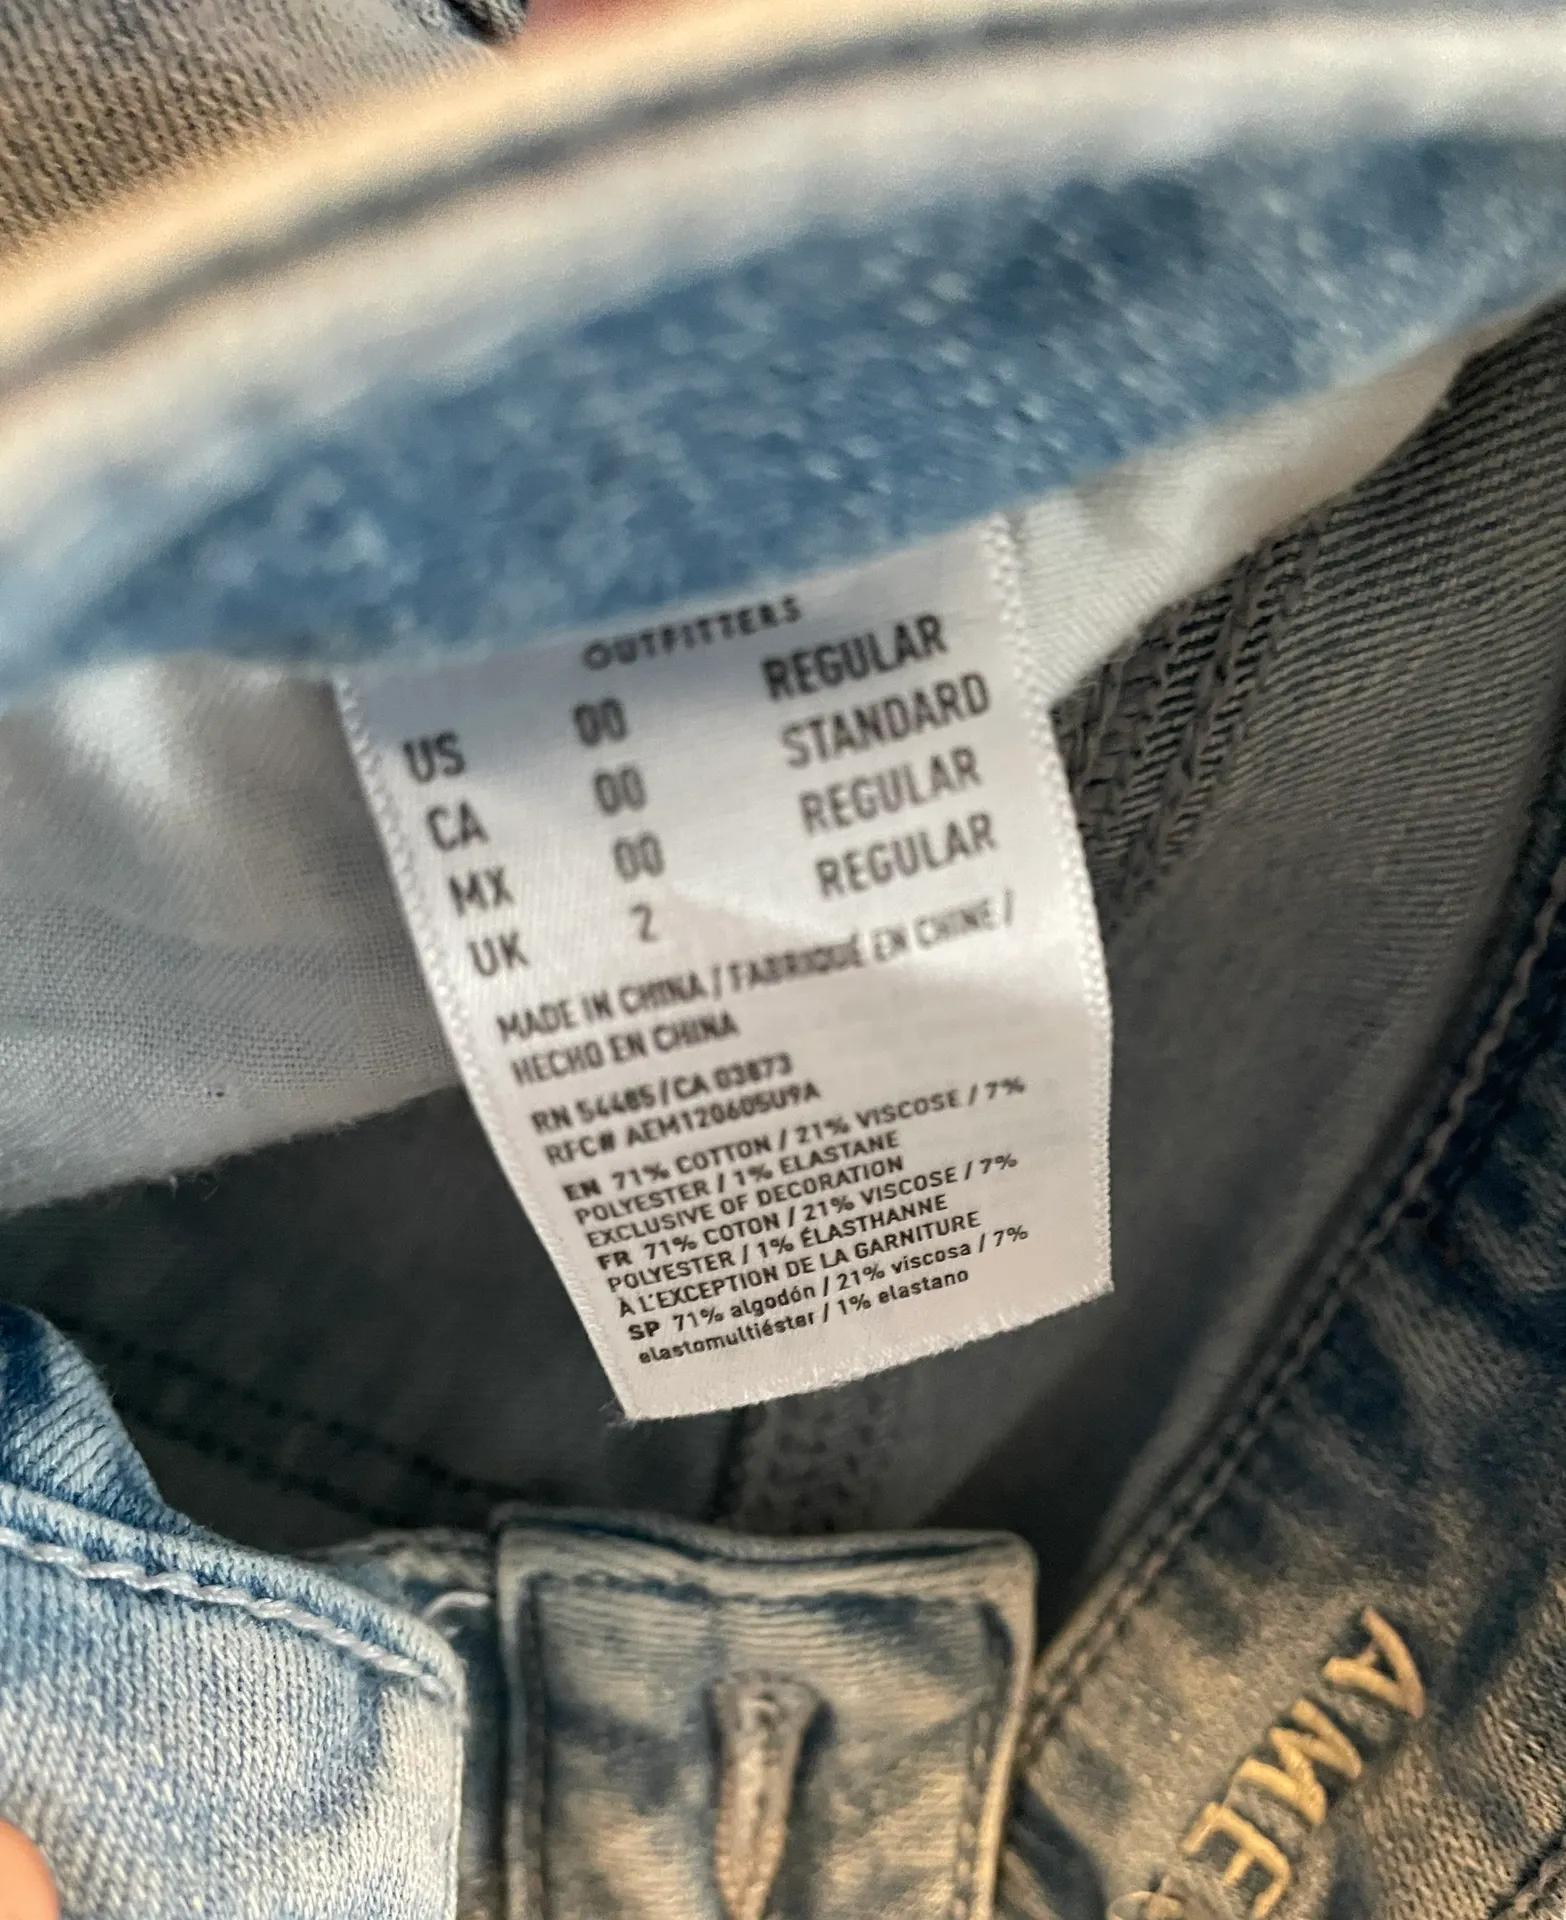 OUTFITTERS
US 00 REGULAR
CA 00 STANDARD
MX 00 REGULAR
UK 2 REGULAR
MADE IN CHINA / FABRIQUÉ EN CHINE /
HECHO EN CHINA
RN 54485/CA 03873
RFC# AEM120605U9A
EN 71% COTTON / 21% VISCOSE / 7%
POLYESTER / 1% ELASTANE
EXCLUSIVE OF DECORATION
FR 71% COTON / 21% VISCOSE / 7%
POLYESTER / 1% ÉLASTHANNE
À L'EXCEPTION DE LA GARNITURE
SP 71% algodón / 21% viscosa / 7%
elastomultiéster / 1% elastano
AME